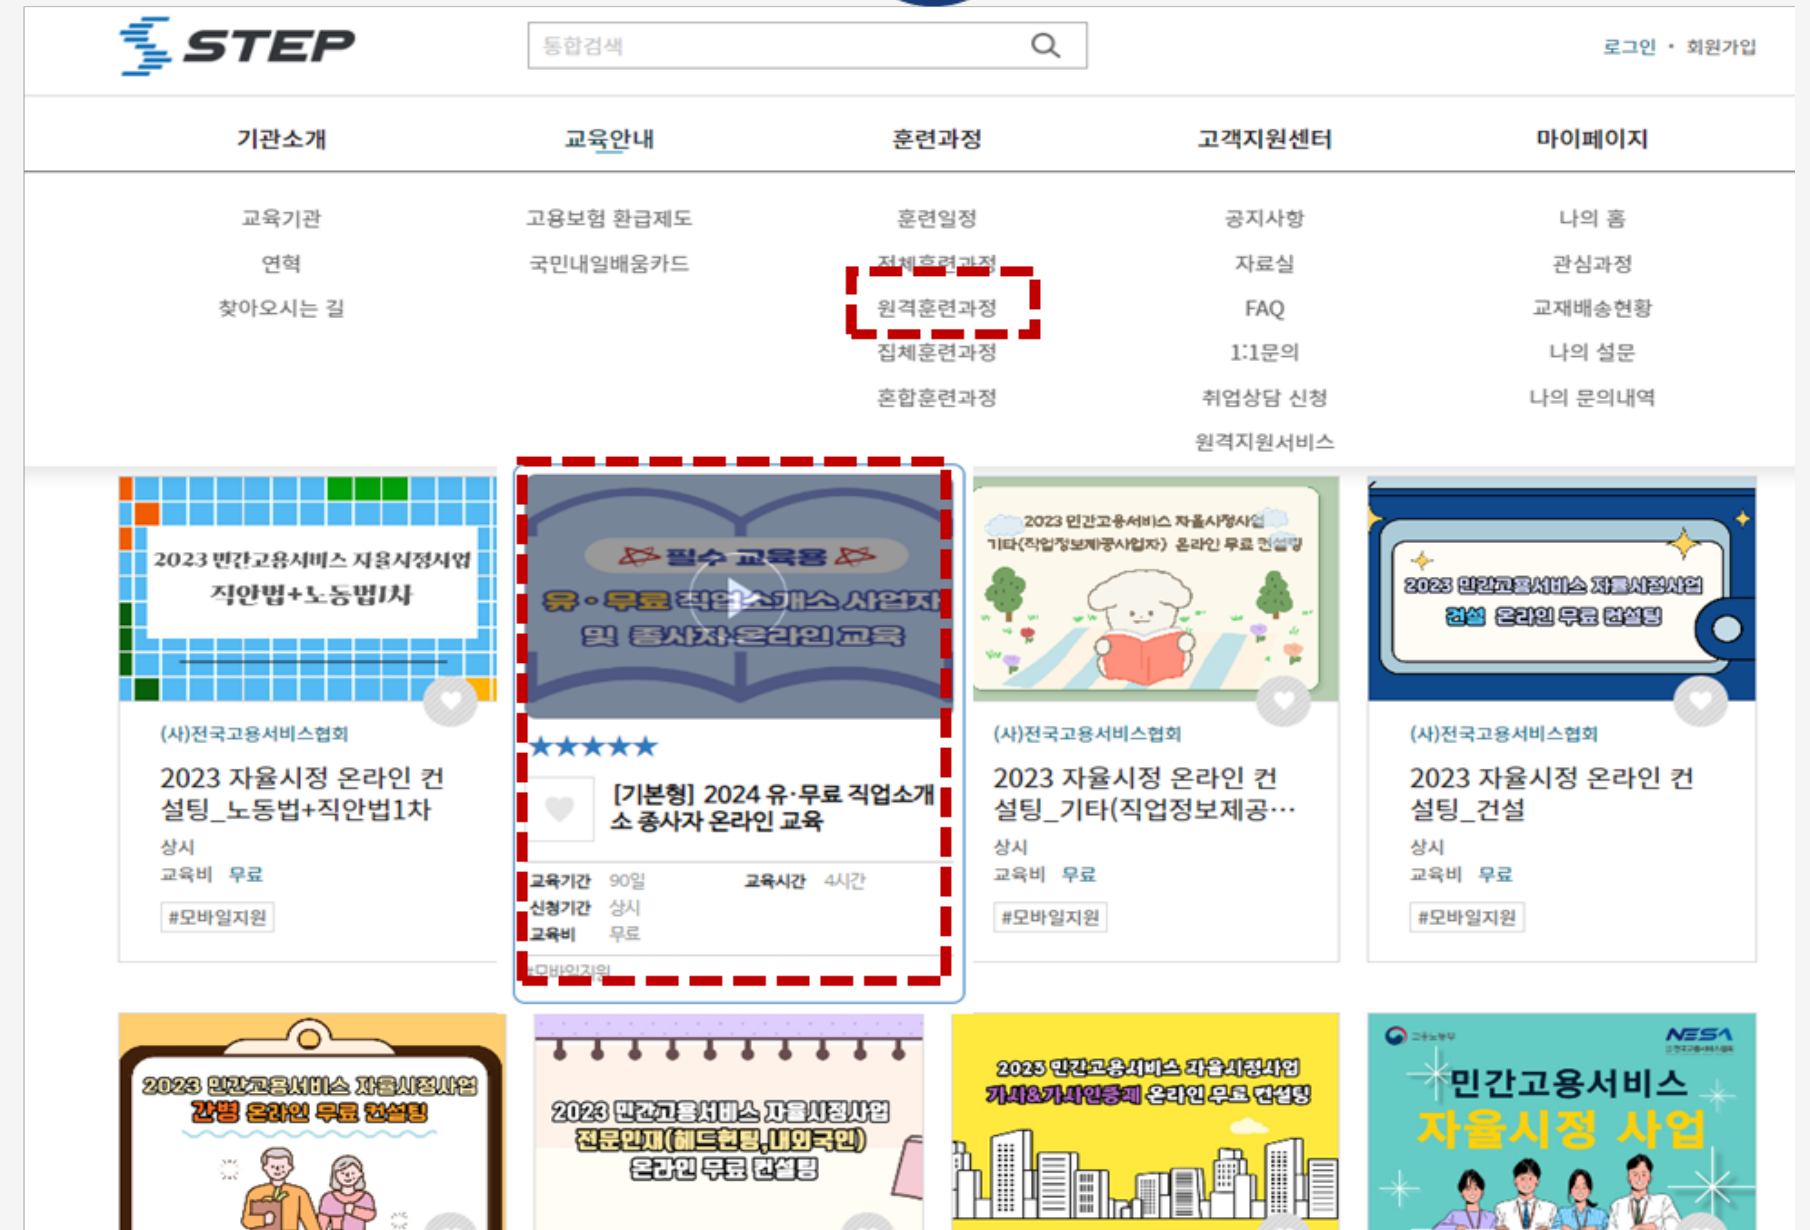 STEP
통합검색
로그인 • 회원가입
기관소개
교육안내
훈련과정
고객지원센터
마이페이지
교육기관
연혁
찾아오시는 길
고용보험 환급제도
국민내일배움카드
훈련일정
전체훈련과정
원격훈련과정
집체훈련과정
혼합훈련과정
공지사항
자료실
FAQ
1:1문의
취업상담 신청
원격지원서비스
나의 홈
관심과정
교재배송현황
나의 설문
나의 문의내역
2023 민간고용서비스 자율시정사업
직안법+노동법1차
(사)전국고용서비스협회
2023 자율시정 온라인 컨
설팅_노동법+직안법1차
상시
교육비 무료
#모바일지원
필수 교육용
유·무료 직업소개소 사업자
및 종사자 온라인 교육
★★★★★
[기본형] 2024 유·무료 직업소개
소 종사자 온라인 교육
교육기간 90일 교육시간 4시간
신청기간 상시
교육비 무료
#모바일지원
2023 민간고용서비스 자율시정사업
기타(직업정보제공사업자) 온라인 무료 컨설팅
(사)전국고용서비스협회
2023 자율시정 온라인 컨
설팅_기타(직업정보제공…
상시
교육비 무료
#모바일지원
2023 민간고용서비스 자율시정사업
건설 온라인 무료 컨설팅
(사)전국고용서비스협회
2023 자율시정 온라인 컨
설팅_건설
상시
교육비 무료
#모바일지원
2023 민간고용서비스 자율시정사업
간병 온라인 무료 컨설팅
2023 민간고용서비스 자율시정사업
전문인재(헤드헌팅,내외국인)
온라인 무료 컨설팅
2023 민간고용서비스 자율시정사업
가사&가사인중개 온라인 무료 컨설팅
고용노동부
NESA
민간고용서비스
자율시정 사업